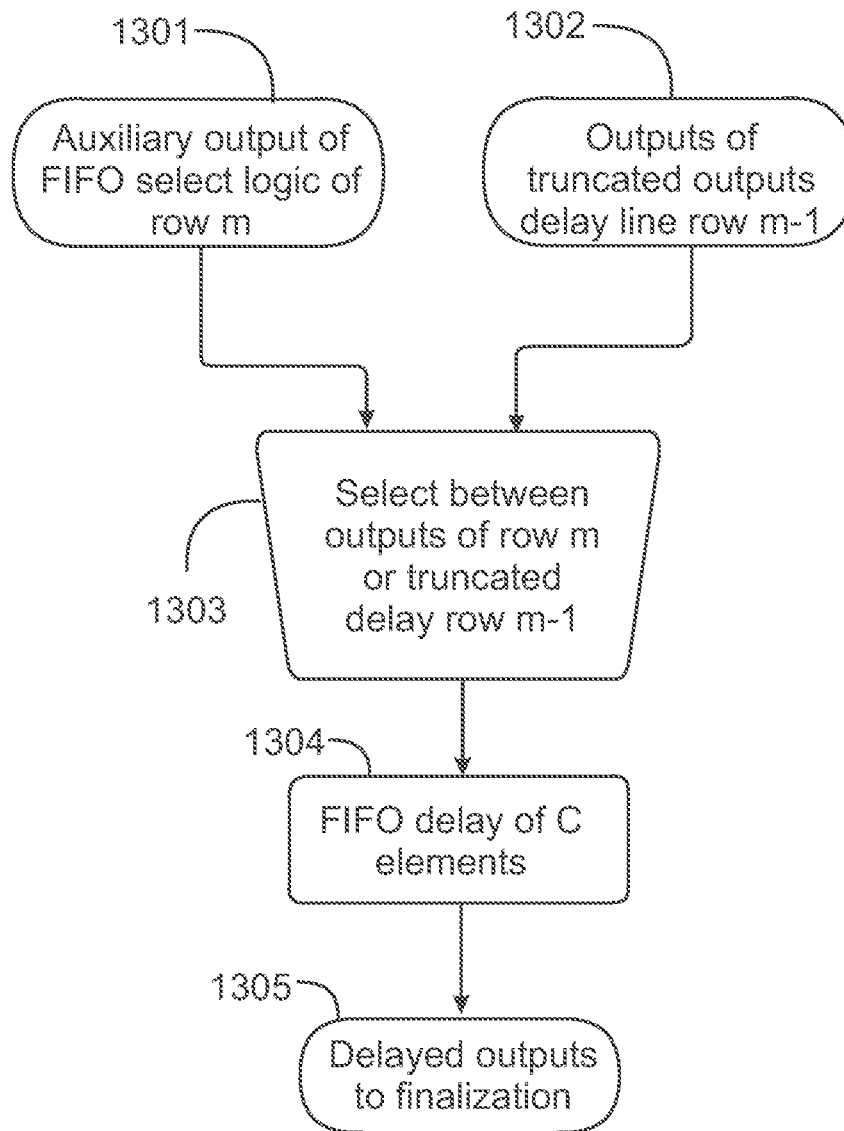 1301
1302
Auxiliary output of
FIFO select logic of
row m
Outputs of
truncated outputs
delay line row m-1
Select between
outputs of row m
or truncated
delay row m-1
1303
1304
FIFO delay of C
elements
1305
Delayed outputs
to finalization